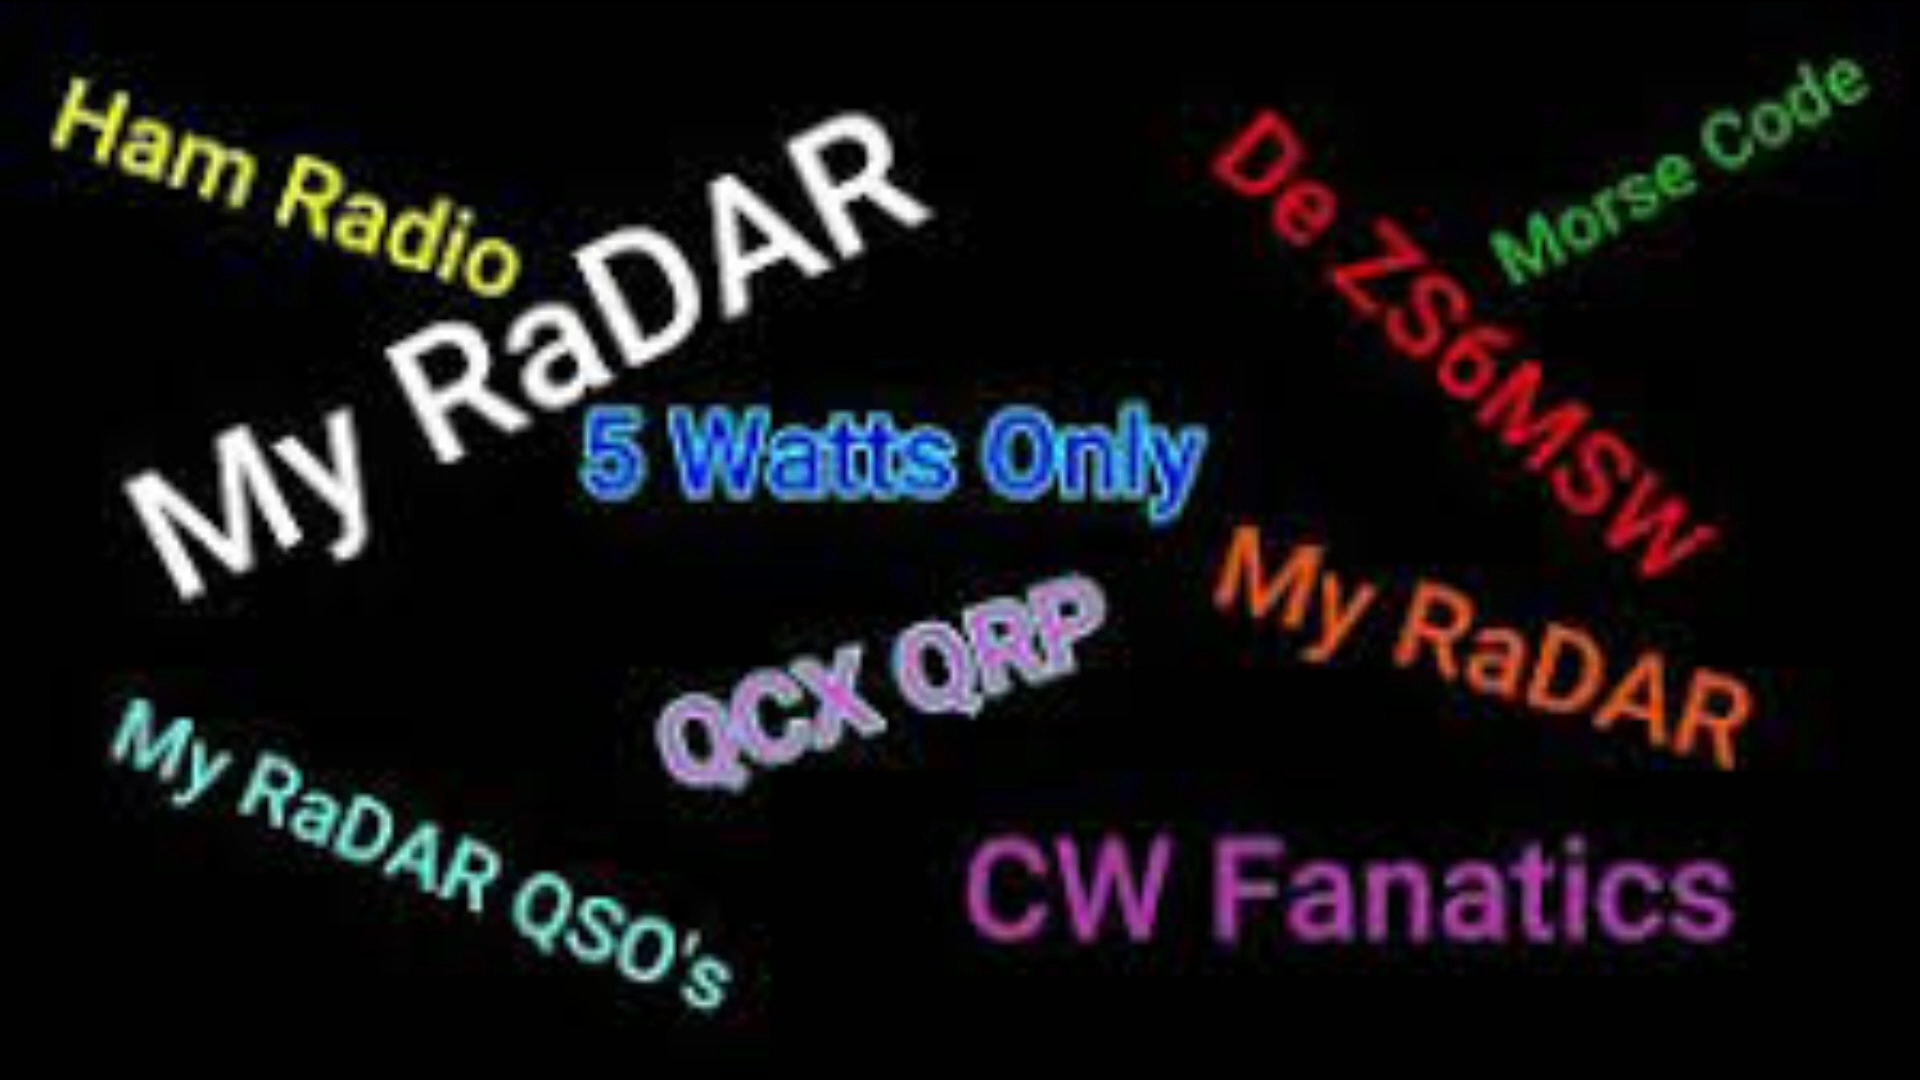 Ham Radio
My RaDAR
De ZS6MSW
Morse Code
5 Watts Only
My RaDAR
QCX QRP
My RaDAR QSO's
CW Fanatics